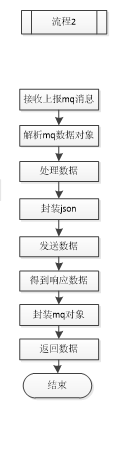 流程2
接收上报mq消息
解析mq数据对象
处理数据
封装json
发送数据
得到响应数据
封装mq对象
返回数据
结束